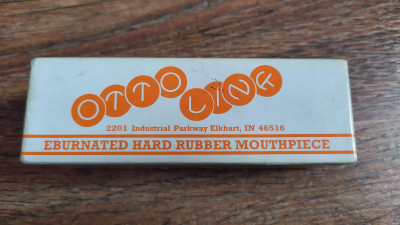 OTTO LINK
2201 Industrial Parkway Elkhart, IN 46516
EBURNATED HARD RUBBER MOUTHPIECE